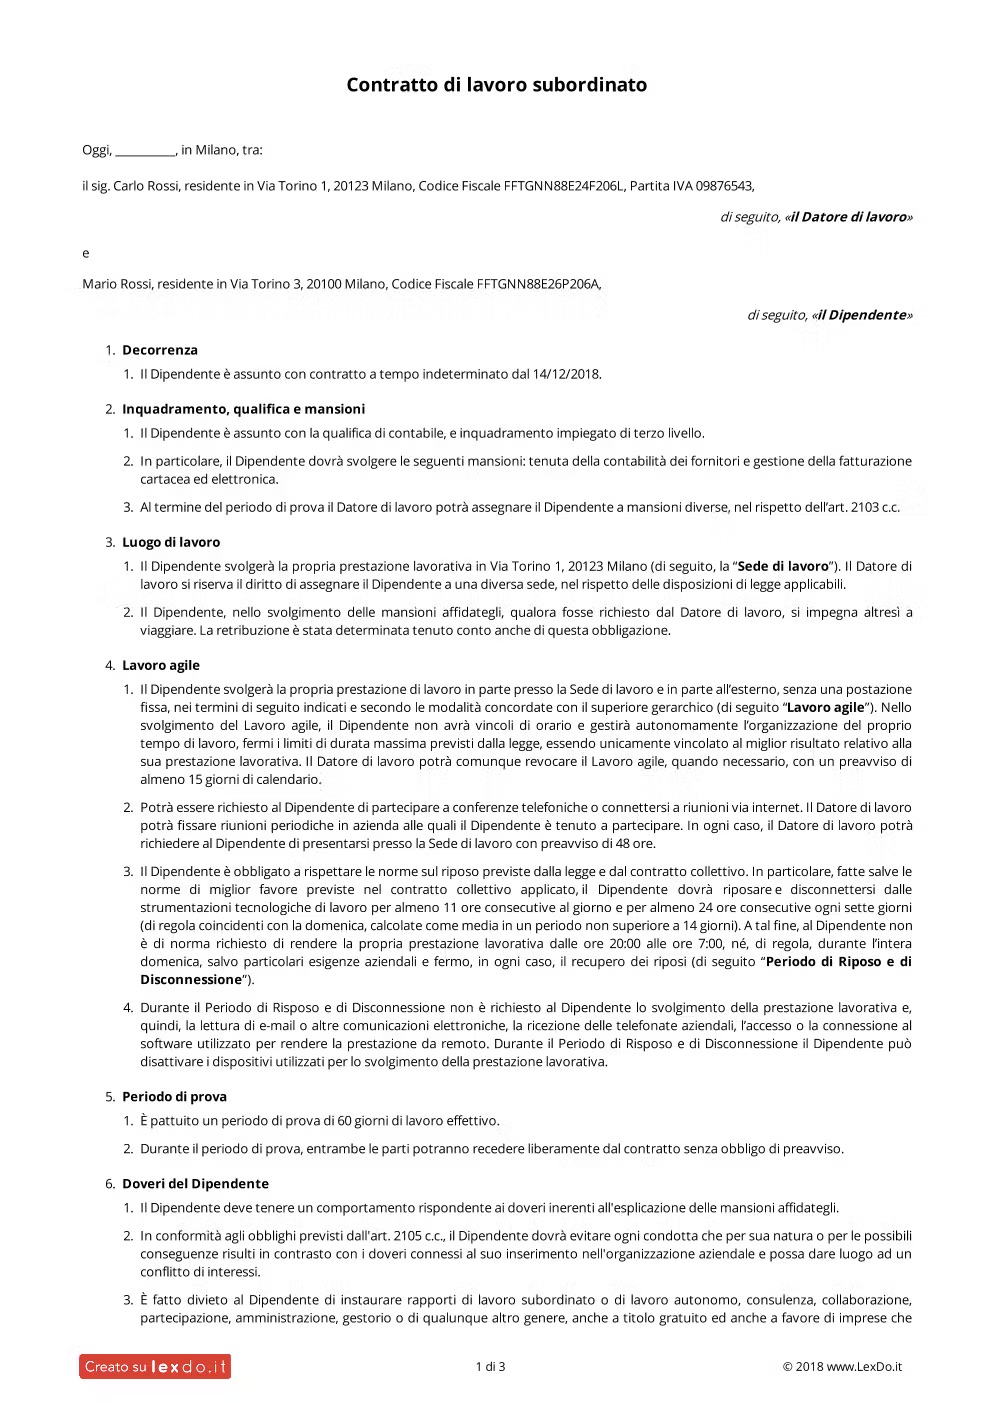 Contratto di lavoro subordinato
Oggi, __________, in Milano, tra:
il sig. Carlo Rossi, residente in Via Torino 1, 20123 Milano, Codice Fiscale FFTGNN88E24F206L, Partita IVA 09876543,
di seguito, «il Datore di lavoro»
e
Mario Rossi, residente in Via Torino 3, 20100 Milano, Codice Fiscale FFTGNN88E26P206A,
di seguito, «il Dipendente»
1. Decorrenza
1. Il Dipendente è assunto con contratto a tempo indeterminato dal 14/12/2018.
2. Inquadramento, qualifica e mansioni
1. Il Dipendente è assunto con la qualifica di contabile, e inquadramento impiegato di terzo livello.
2. In particolare, il Dipendente dovrà svolgere le seguenti mansioni: tenuta della contabilità dei fornitori e gestione della fatturazione
cartacea ed elettronica.
3. Al termine del periodo di prova il Datore di lavoro potrà assegnare il Dipendente a mansioni diverse, nel rispetto dell’art. 2103 c.c.
3. Luogo di lavoro
1. Il Dipendente svolgerà la propria prestazione lavorativa in Via Torino 1, 20123 Milano (di seguito, la “Sede di lavoro”). Il Datore di
lavoro si riserva il diritto di assegnare il Dipendente a una diversa sede, nel rispetto delle disposizioni di legge applicabili.
2. Il Dipendente, nello svolgimento delle mansioni affidategli, qualora fosse richiesto dal Datore di lavoro, si impegna altresì a
viaggiare. La retribuzione è stata determinata tenuto conto anche di questa obbligazione.
4. Lavoro agile
1. Il Dipendente svolgerà la propria prestazione di lavoro in parte presso la Sede di lavoro e in parte all’esterno, senza una postazione
fissa, nei termini di seguito indicati e secondo le modalità concordate con il superiore gerarchico (di seguito “Lavoro agile”). Nello
svolgimento del Lavoro agile, il Dipendente non avrà vincoli di orario e gestirà autonomamente l’organizzazione del proprio
tempo di lavoro, fermi i limiti di durata massima previsti dalla legge, essendo unicamente vincolato al miglior risultato relativo alla
sua prestazione lavorativa. Il Datore di lavoro potrà comunque revocare il Lavoro agile, quando necessario, con un preavviso di
almeno 15 giorni di calendario.
2. Potrà essere richiesto al Dipendente di partecipare a conferenze telefoniche o connettersi a riunioni via internet. Il Datore di lavoro
potrà fissare riunioni periodiche in azienda alle quali il Dipendente è tenuto a partecipare. In ogni caso, il Datore di lavoro potrà
richiedere al Dipendente di presentarsi presso la Sede di lavoro con preavviso di 48 ore.
3. Il Dipendente è obbligato a rispettare le norme sul riposo previste dalla legge e dal contratto collettivo. In particolare, fatte salve le
norme di miglior favore previste nel contratto collettivo applicato, il Dipendente dovrà riposare e disconnettersi dalle
strumentazioni tecnologiche di lavoro per almeno 11 ore consecutive al giorno e per almeno 24 ore consecutive ogni sette giorni
(di regola coincidenti con la domenica, calcolate come media in un periodo non superiore a 14 giorni). A tal fine, al Dipendente non
è di norma richiesto di rendere la propria prestazione lavorativa dalle ore 20:00 alle ore 7:00, né, di regola, durante l’intera
domenica, salvo particolari esigenze aziendali e fermo, in ogni caso, il recupero dei riposi (di seguito “Periodo di Riposo e di
Disconnessione”).
4. Durante il Periodo di Risposo e di Disconnessione non è richiesto al Dipendente lo svolgimento della prestazione lavorativa e,
quindi, la lettura di e-mail o altre comunicazioni elettroniche, la ricezione delle telefonate aziendali, l’accesso o la connessione al
software utilizzato per rendere la prestazione da remoto. Durante il Periodo di Risposo e di Disconnessione il Dipendente può
disattivare i dispositivi utilizzati per lo svolgimento della prestazione lavorativa.
5. Periodo di prova
1. È pattuito un periodo di prova di 60 giorni di lavoro effettivo.
2. Durante il periodo di prova, entrambe le parti potranno recedere liberamente dal contratto senza obbligo di preavviso.
6. Doveri del Dipendente
1. Il Dipendente deve tenere un comportamento rispondente ai doveri inerenti all'esplicazione delle mansioni affidategli.
2. In conformità agli obblighi previsti dall'art. 2105 c.c., il Dipendente dovrà evitare ogni condotta che per sua natura o per le possibili
conseguenze risulti in contrasto con i doveri connessi al suo inserimento nell'organizzazione aziendale e possa dare luogo ad un
conflitto di interessi.
3. È fatto divieto al Dipendente di instaurare rapporti di lavoro subordinato o di lavoro autonomo, consulenza, collaborazione,
partecipazione, amministrazione, gestorio o di qualunque altro genere, anche a titolo gratuito ed anche a favore di imprese che
Creato su lexdo.it
1 di 3
© 2018 www.LexDo.it